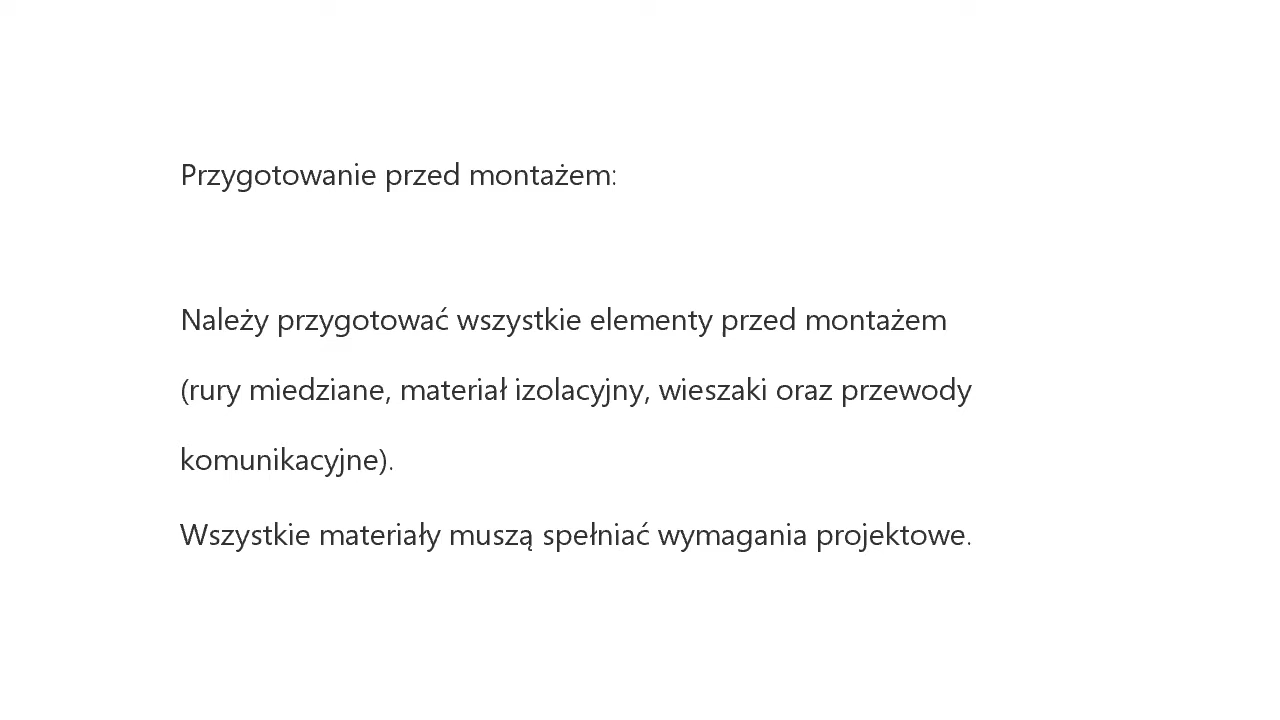 Przygotowanie przed montażem:
Należy przygotować wszystkie elementy przed montażem
(rury miedziane, materiał izolacyjny, wieszaki oraz przewody
komunikacyjne).
Wszystkie materiały muszą spełniać wymagania projektowe.